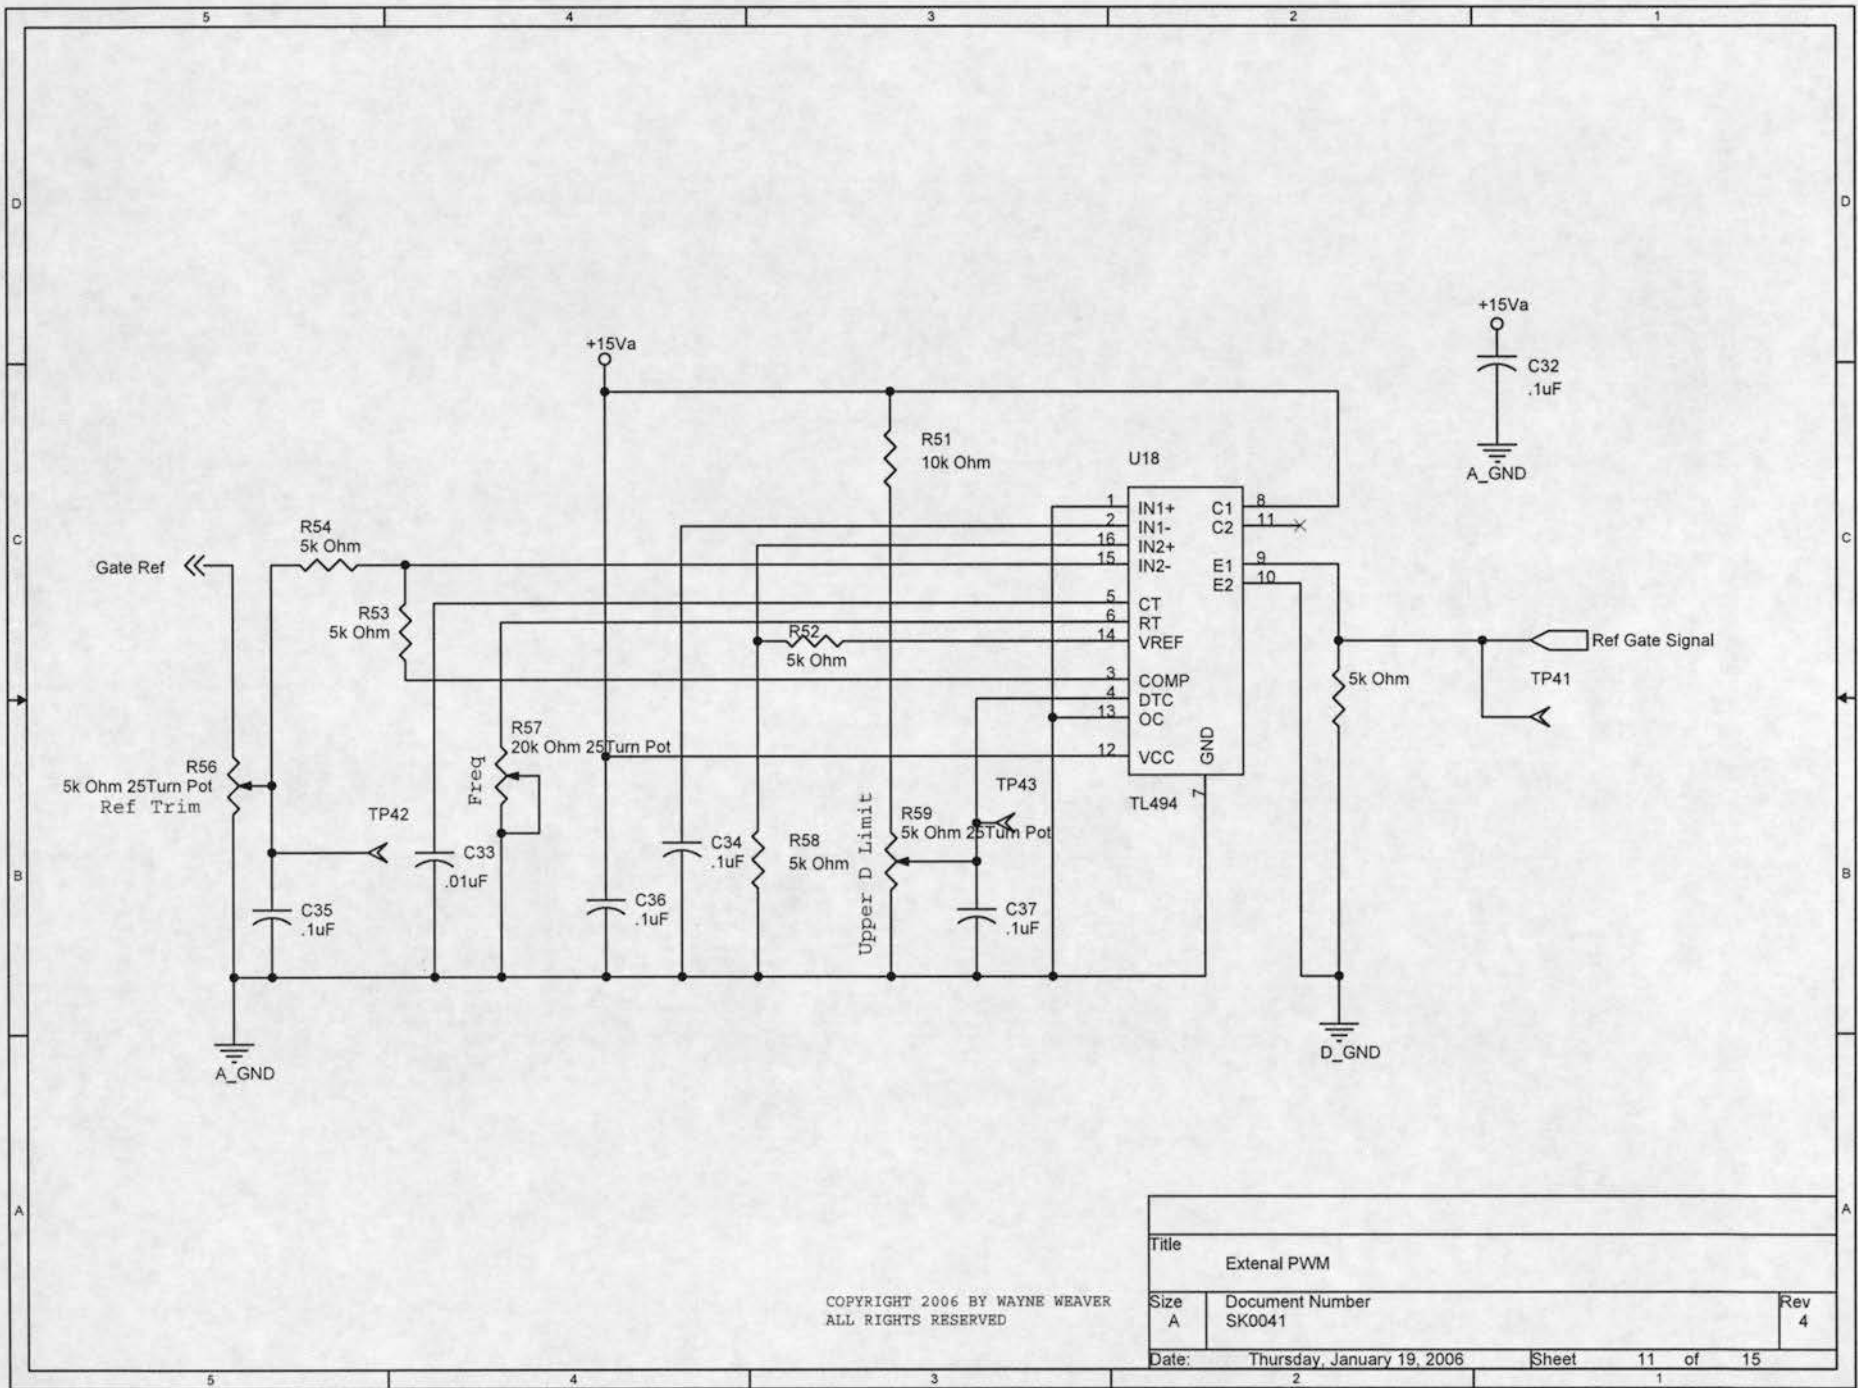 5 4 3 2 1
D D
+15Va
+15Va
C32
.1uF
A_GND
R51
10k Ohm
U18
1 IN1+ C1 8
2 IN1- C2 11
16 IN2+
15 IN2- E1 9
E2 10
5 CT
6 RT
14 VREF
3 COMP
4 DTC
13 OC
12 VCC
GND
7
TL494
C C
R54
5k Ohm
Gate Ref
R53
5k Ohm
R52
5k Ohm
Ref Gate Signal
5k Ohm
TP41
R57
20k Ohm 25Turn Pot
Freq
R56
5k Ohm 25Turn Pot
Ref Trim
TP42
TP43
C33
.01uF
C34
.1uF
R58
5k Ohm
Upper D Limit
R59
5k Ohm 25Turn Pot
B B
C35
.1uF
C36
.1uF
C37
.1uF
A_GND
D_GND
A A
Title
Extenal PWM
COPYRIGHT 2006 BY WAYNE WEAVER
ALL RIGHTS RESERVED
Size Document Number Rev
A SK0041 4
Date: Thursday, January 19, 2006 Sheet 11 of 15
5 4 3 2 1